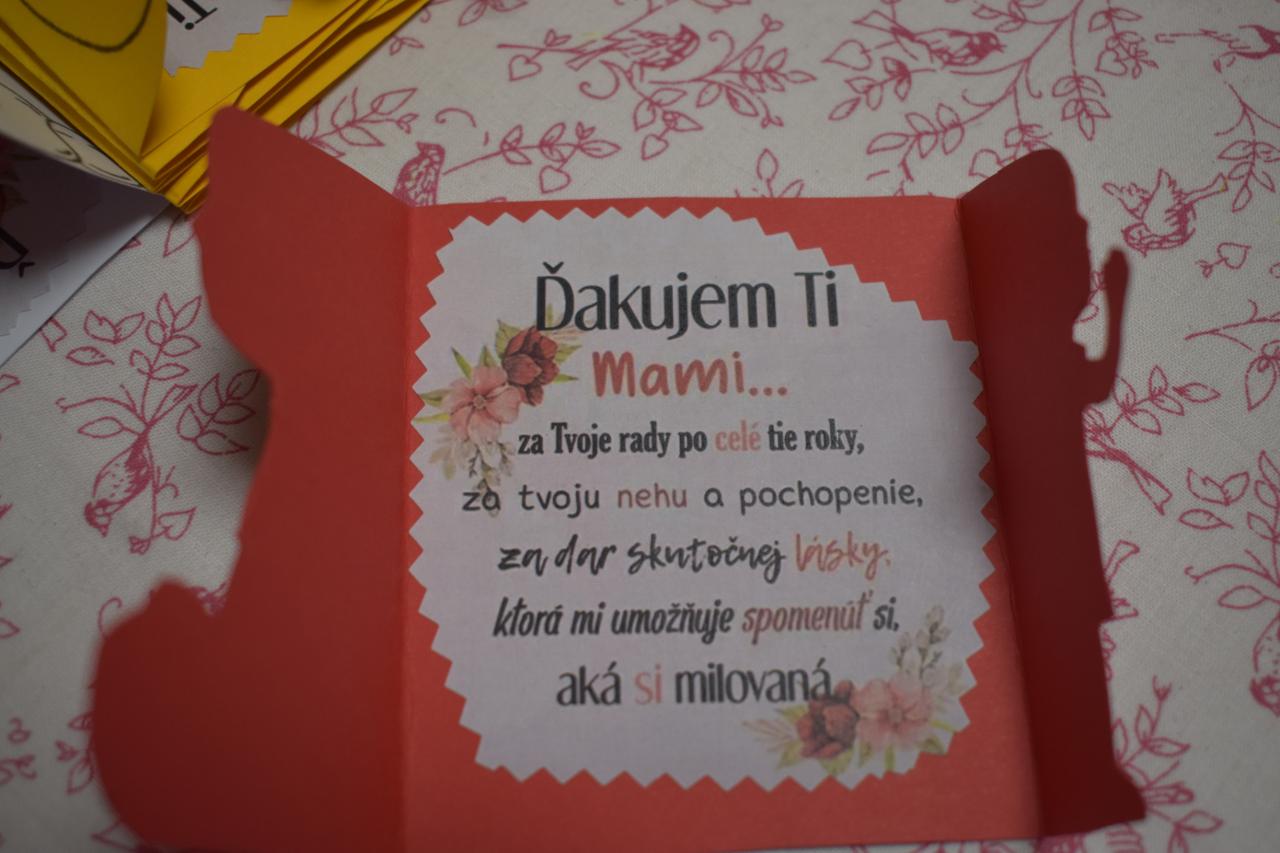 Ďakujem Ti
Mami...
za Tvoje rady po celé tie roky,
za tvoju nehu a pochopenie,
za dar skutočnej lásky,
ktorá mi umožňuje spomenúť si,
aká si milovaná
Ti